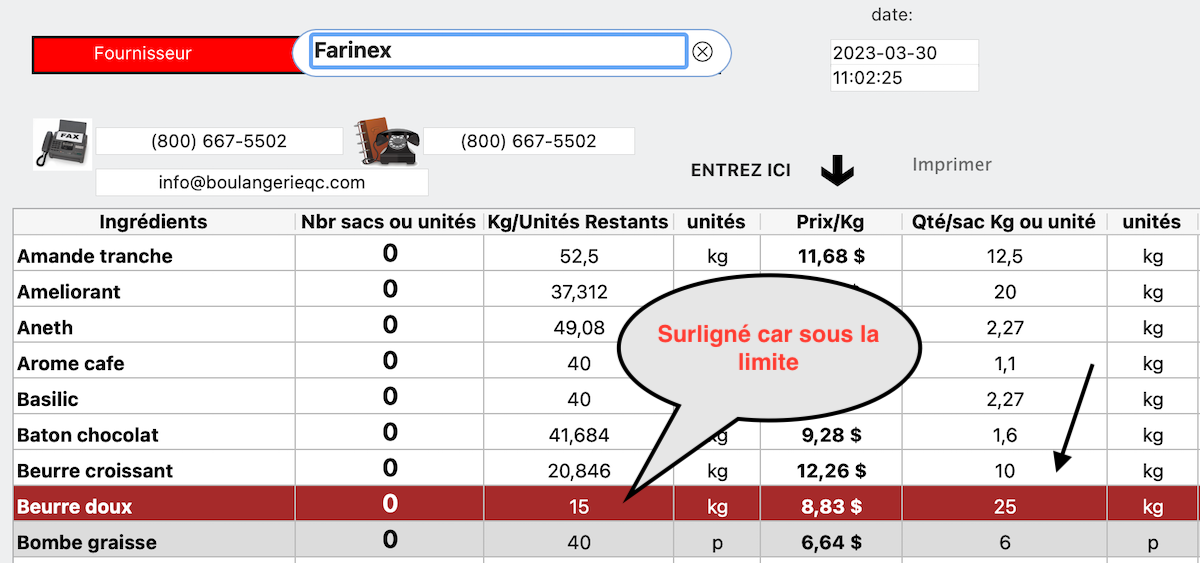 date:
Fournisseur
Farinex
2023-03-30
11:02:25
FAX
(800) 667-5502
(800) 667-5502
info@boulangerieqc.com
ENTREZ ICI
Imprimer
Ingrédients Nbr sacs ou unités Kg/Unités Restants unités Prix/Kg Qté/sac Kg ou unité unités
Amande tranche 0 52,5 kg 11,68 $ 12,5 kg
Ameliorant 0 37,312 20 kg
Aneth 0 49,08 2,27 kg
Arome cafe 0 40 1,1 kg
Basilic 0 40 2,27 kg
Baton chocolat 0 41,684 kg 9,28 $ 1,6 kg
Beurre croissant 0 20,846 kg 12,26 $ 10 kg
Beurre doux 0 15 kg 8,83 $ 25 kg
Bombe graisse 0 40 p 6,64 $ 6 p
Surligné car sous la
limite